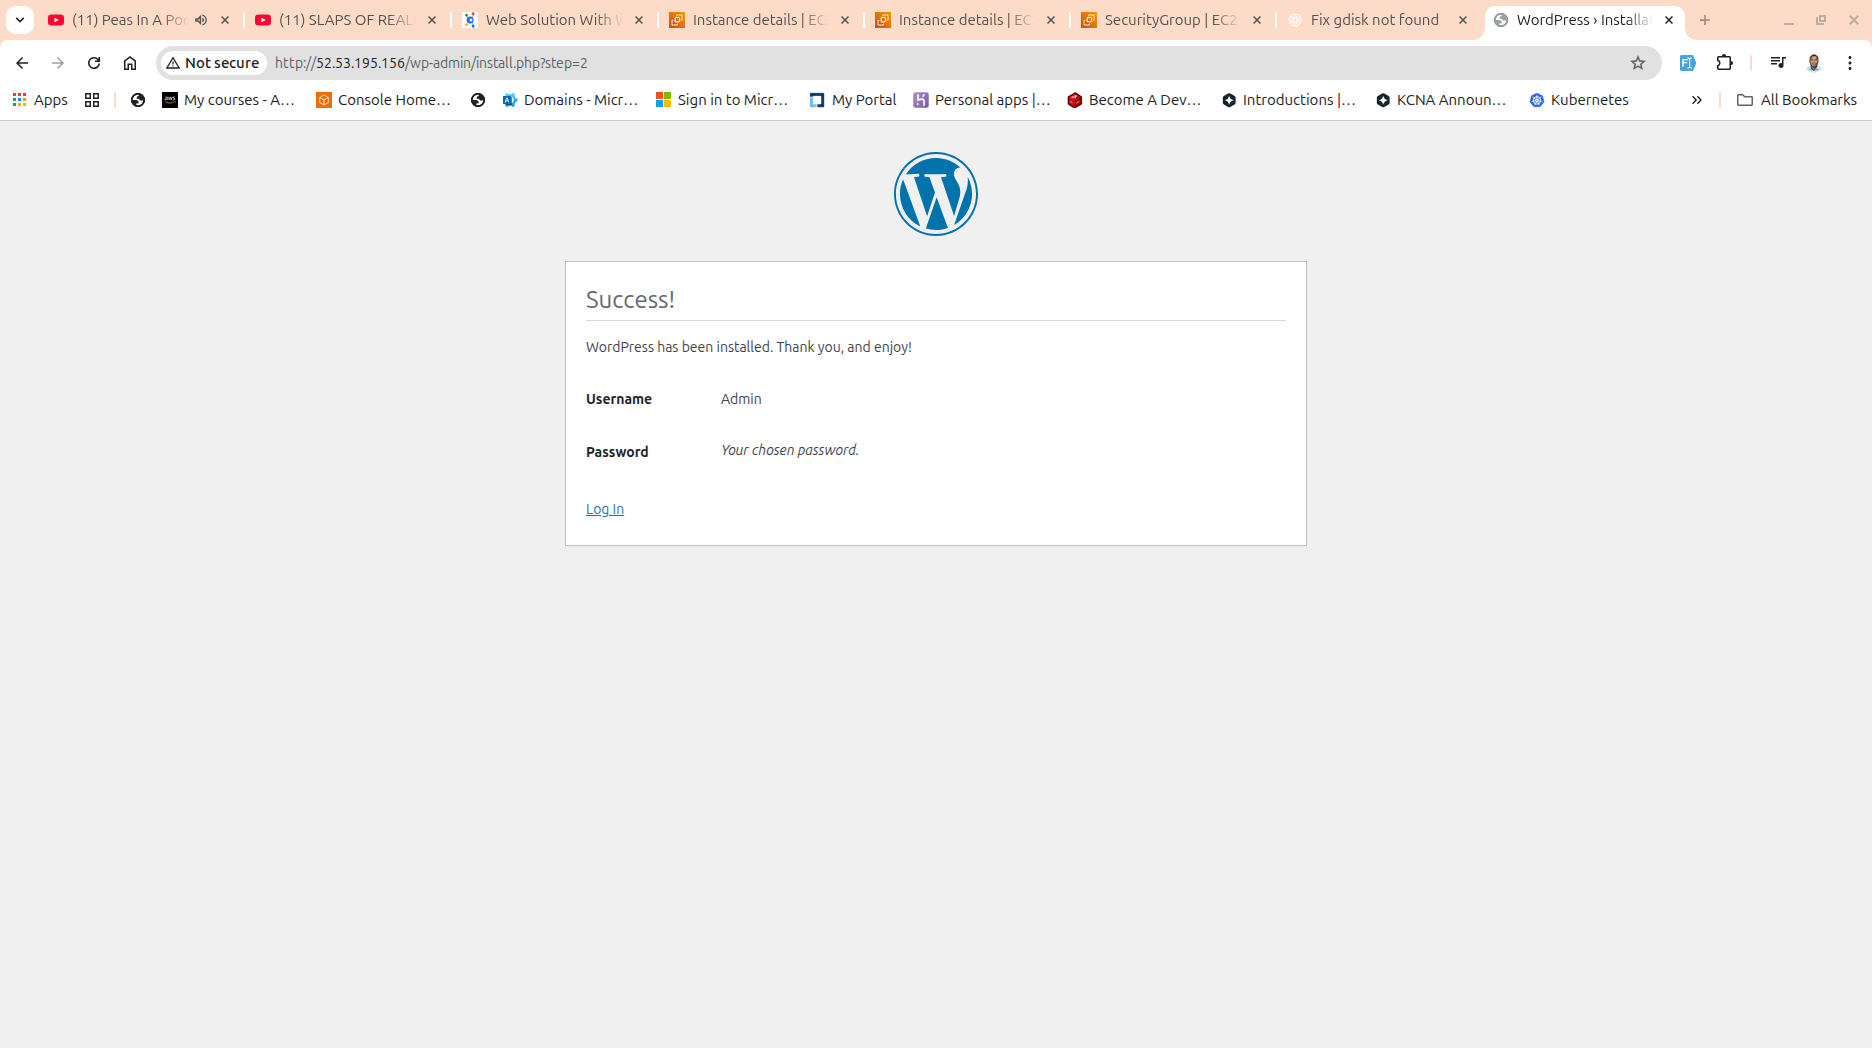 (11) Peas In A Po
(11) SLAPS OF REAL
Web Solution With
Instance details | EC
Instance details | EC
SecurityGroup | EC2
Fix gdisk not found
WordPress › Installa
Not secure
http://52.53.195.156/wp-admin/install.php?step=2
Apps
aws
My courses - A...
Console Home...
Domains - Micr...
Sign in to Micr...
My Portal
Personal apps |...
Become A Dev...
Introductions |...
KCNA Announ...
Kubernetes
All Bookmarks
W
Success!
WordPress has been installed. Thank you, and enjoy!
Username Admin
Password Your chosen password.
Log In